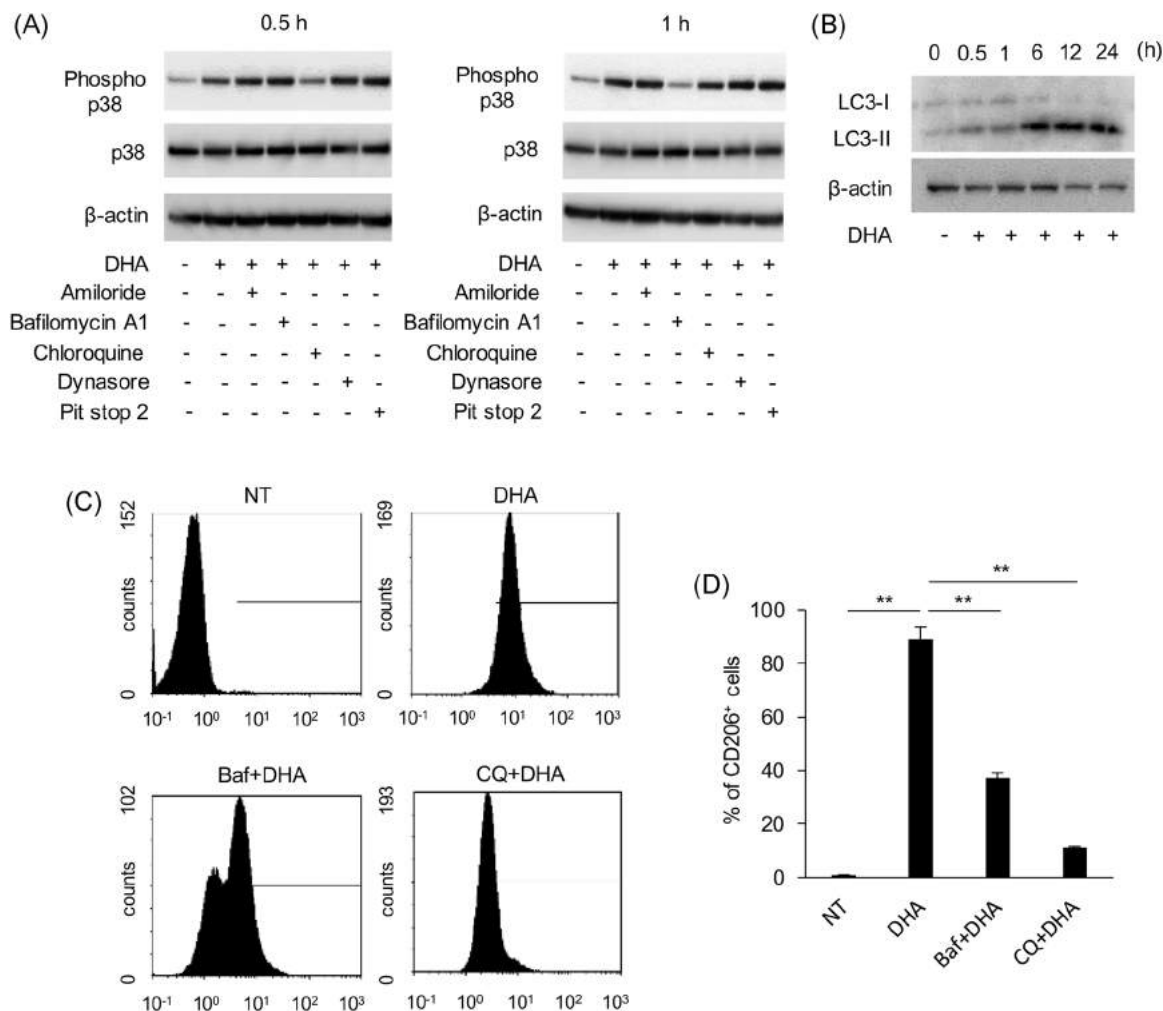 (A)
0.5 h
Phospho
p38
p38
β-actin
DHA - + + + + + +
Amiloride - - + - - - -
Bafilomycin A1 - - - + - - -
Chloroquine - - - - + - -
Dynasore - - - - - + -
Pit stop 2 - - - - - - +
1 h
Phospho
p38
p38
β-actin
DHA - + + + + + +
Amiloride - - + - - - -
Bafilomycin A1 - - - + - - -
Chloroquine - - - - + - -
Dynasore - - - - - + -
Pit stop 2 - - - - - - +
(B)
0 0.5 1 6 12 24 (h)
LC3-I
LC3-II
β-actin
DHA - + + + + +
(C)
NT
152
counts
0
10-1 100 101 102 103
DHA
169
counts
0
10-1 100 101 102 103
Baf+DHA
102
counts
0
10-1 100 101 102 103
CQ+DHA
193
counts
0
10-1 100 101 102 103
(D)
**
** **
% of CD206+ cells
100
80
60
40
20
0
NT
DHA
Baf+DHA
CQ+DHA